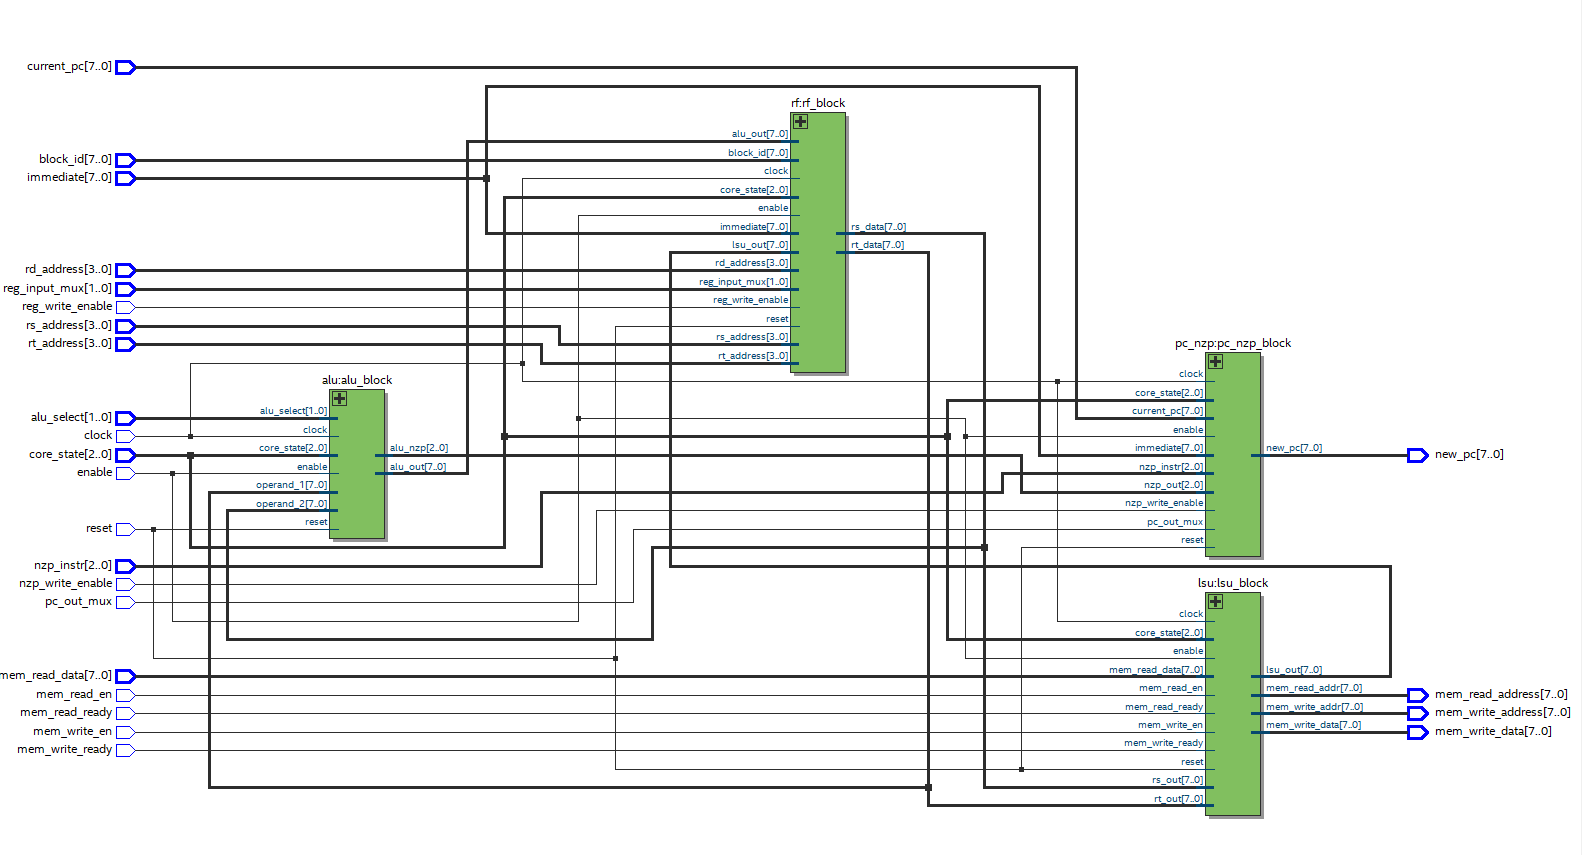 current_pc[7..0]
block_id[7..0]
immediate[7..0]
rd_address[3..0]
reg_input_mux[1..0]
reg_write_enable
rs_address[3..0]
rt_address[3..0]
alu_select[1..0]
clock
core_state[2..0]
enable
reset
nzp_instr[2..0]
nzp_write_enable
pc_out_mux
mem_read_data[7..0]
mem_read_en
mem_read_ready
mem_write_en
mem_write_ready
alu:alu_block
alu_select[1..0]
clock
core_state[2..0]
enable
operand_1[7..0]
operand_2[7..0]
reset
alu_nzp[2..0]
alu_out[7..0]
rf:rf_block
alu_out[7..0]
block_id[7..0]
clock
core_state[2..0]
enable
immediate[7..0]
lsu_out[7..0]
rd_address[3..0]
reg_input_mux[1..0]
reg_write_enable
reset
rs_address[3..0]
rt_address[3..0]
rs_data[7..0]
rt_data[7..0]
pc_nzp:pc_nzp_block
clock
core_state[2..0]
current_pc[7..0]
enable
immediate[7..0]
nzp_instr[2..0]
nzp_out[2..0]
nzp_write_enable
pc_out_mux
reset
new_pc[7..0]
new_pc[7..0]
lsu:lsu_block
clock
core_state[2..0]
enable
mem_read_data[7..0]
mem_read_en
mem_read_ready
mem_write_en
mem_write_ready
reset
rs_out[7..0]
rt_out[7..0]
lsu_out[7..0]
mem_read_addr[7..0]
mem_write_addr[7..0]
mem_write_data[7..0]
mem_read_address[7..0]
mem_write_address[7..0]
mem_write_data[7..0]